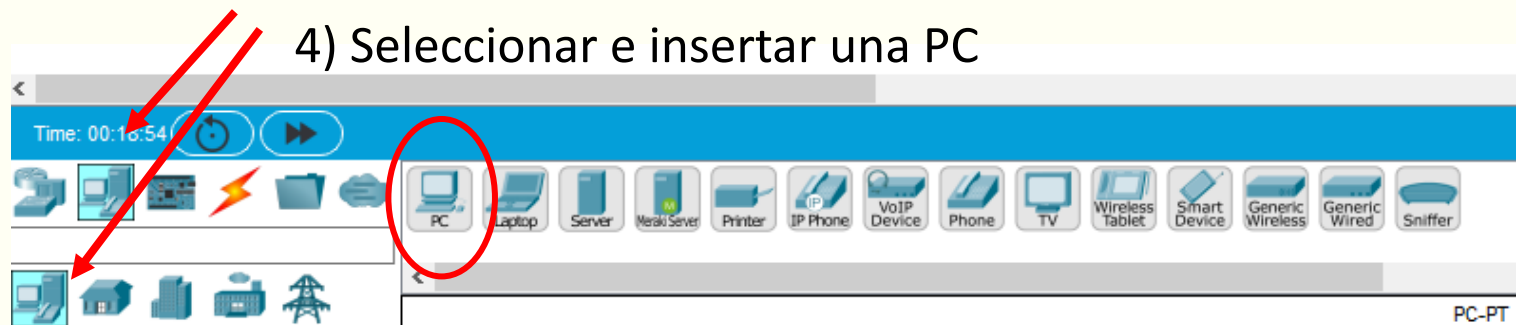 4) Seleccionar e insertar una PC
Time: 00:18:54
PC
Laptop
Server
Meraki Server
Printer
IP
IP Phone
VoIP
Device
Phone
TV
Wireless
Tablet
Smart
Device
Generic
Wireless
Generic
Wired
Sniffer
PC-PT